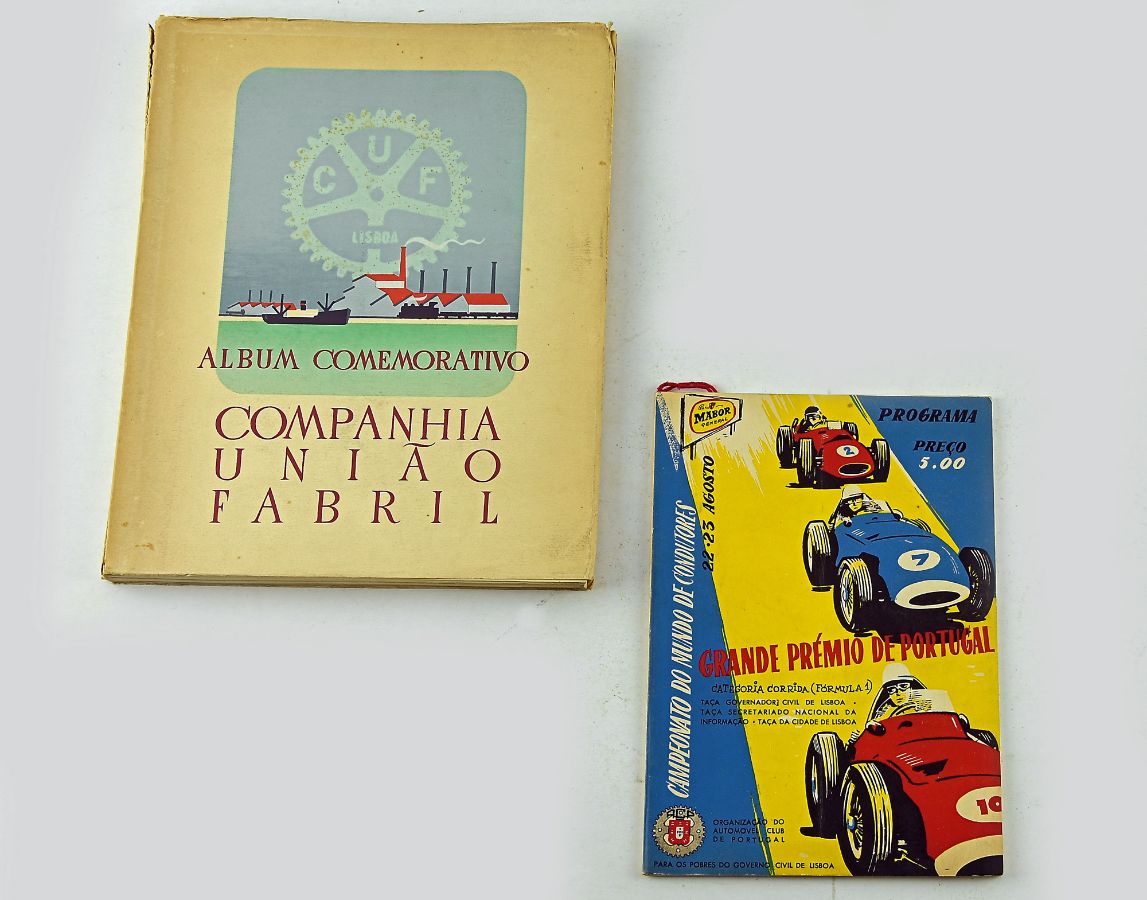 C U F
LISBOA
ALBUM COMEMORATIVO
COMPANHIA
UNIÃO
FABRIL
MABOR
GENERAL
PROGRAMA
PREÇO
5.00
2
7
22·23 AGOSTO
CAMPEONATO DO MUNDO DE CONDUTORES
GRANDE PRÉMIO DE PORTUGAL
CATEGORIA CORRIDA (FÓRMULA 1)
TAÇA GOVERNADOR CIVIL DE LISBOA •
TAÇA SECRETARIADO NACIONAL DA
INFORMAÇÃO • TAÇA DA CIDADE DE LISBOA
10
ORGANIZAÇÃO DO
AUTOMOVEL CLUB
DE PORTUGAL
PARA OS POBRES DO GOVERNO CIVIL DE LISBOA